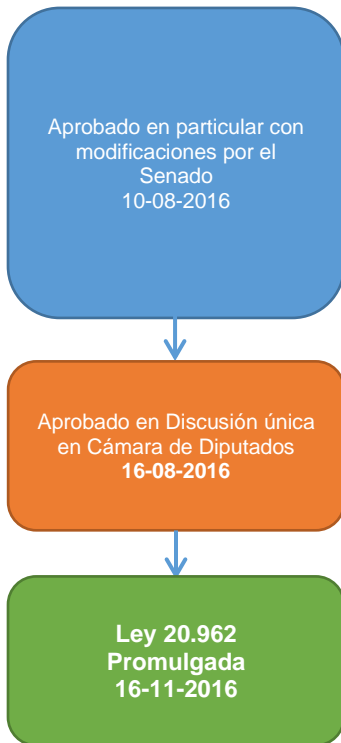 Aprobado en particular con
modificaciones por el
Senado
10-08-2016
Aprobado en Discusión única
en Cámara de Diputados
16-08-2016
Ley 20.962
Promulgada
16-11-2016